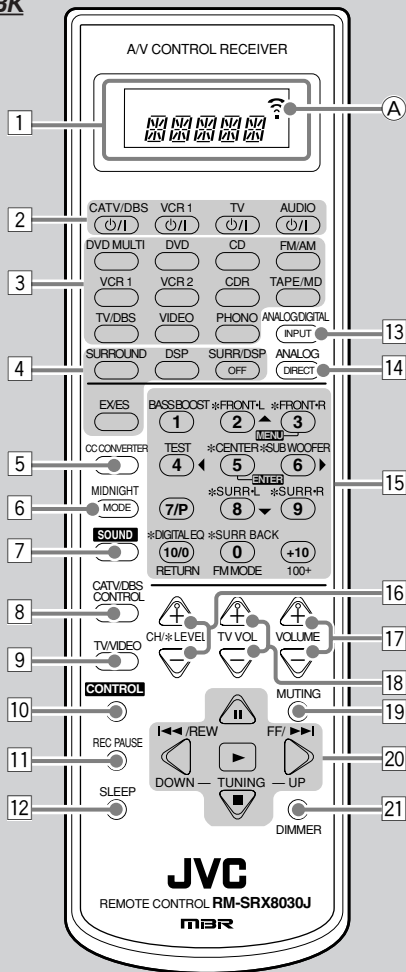 BK
A/V CONTROL RECEIVER
A
1
2
CATV/DBS VCR 1 TV AUDIO
⏻/I ⏻/I ⏻/I ⏻/I
3
DVD MULTI DVD CD FM/AM
VCR 1 VCR 2 CDR TAPE/MD
TV/DBS VIDEO PHONO ANALOG/DIGITAL
INPUT
13
4
SURROUND DSP SURR/DSP ANALOG
OFF DIRECT
14
EX/ES
BASS BOOST ✻FRONT•L ✻FRONT•R
1 2 3
MENU
5
CC CONVERTER
TEST ✻CENTER ✻SUBWOOFER
4 5 6
ENTER
15
6
MIDNIGHT
MODE
✻SURR•L ✻SURR•R
7/P 8 9
7
SOUND
✻DIGITAL EQ ✻SURR BACK
10/0 0 +10
RETURN FM MODE 100+
8
CATV/DBS
CONTROL
16
CH/✻LEVEL TV VOL VOLUME
17
9
TV/VIDEO
18
10
CONTROL
MUTING
19
11
REC PAUSE
⏮/REW FF/⏭
20
DOWN — TUNING — UP
12
SLEEP
21
DIMMER
JVC
REMOTE CONTROL RM-SRX8030J
MBR